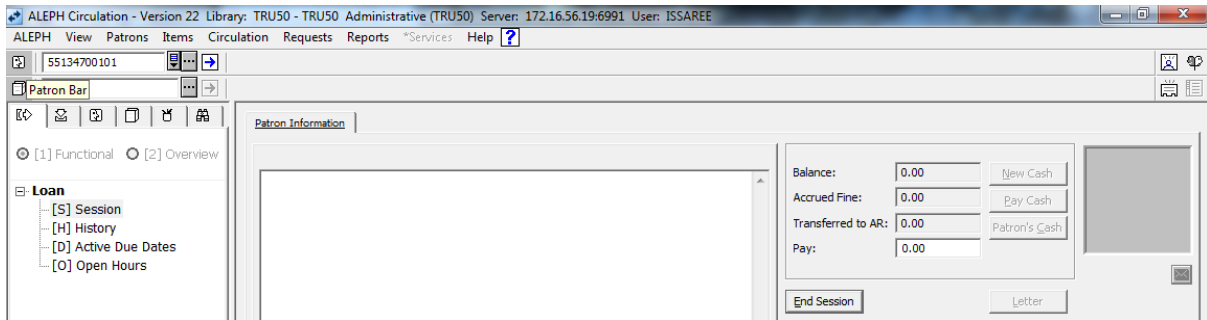 ALEPH Circulation - Version 22 Library: TRU50 - TRU50 Administrative (TRU50) Server: 172.16.56.19:6991 User: ISSAREE
ALEPH View Patrons Items Circulation Requests Reports *Services Help ?
55134700101
Patron Bar
Patron Information
[1] Functional [2] Overview
Loan
[S] Session
[H] History
[D] Active Due Dates
[O] Open Hours
Balance: 0.00 New Cash
Accrued Fine: 0.00 Pay Cash
Transferred to AR: 0.00 Patron's Cash
Pay: 0.00
End Session Letter